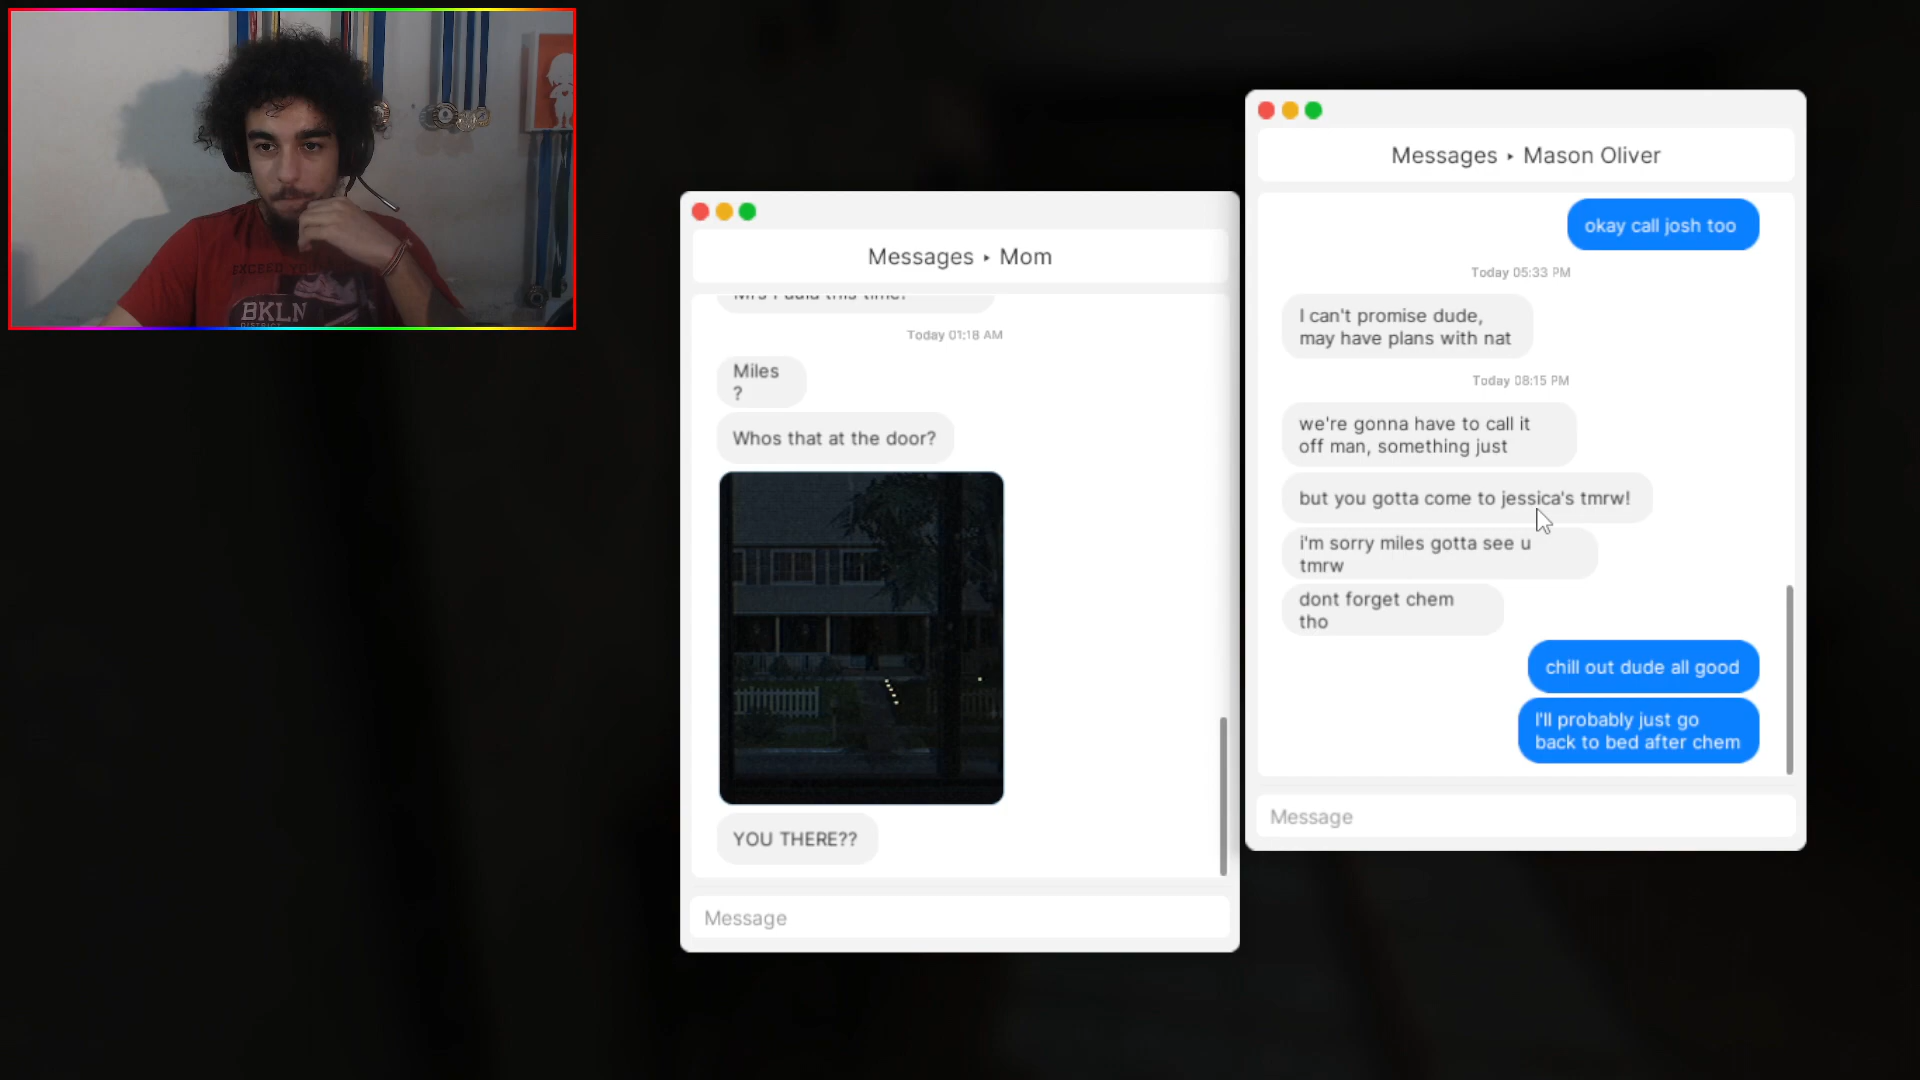 EXCEED YOU
BKLN
Messages ‣ Mom
Today 01:18 AM
Miles
?
Whos that at the door?
YOU THERE??
Message
Messages ‣ Mason Oliver
okay call josh too
Today 05:33 PM
I can't promise dude,
may have plans with nat
Today 08:15 PM
we're gonna have to call it
off man, something just
but you gotta come to jessica's tmrw!
i'm sorry miles gotta see u
tmrw
dont forget chem
tho
chill out dude all good
I'll probably just go
back to bed after chem
Message